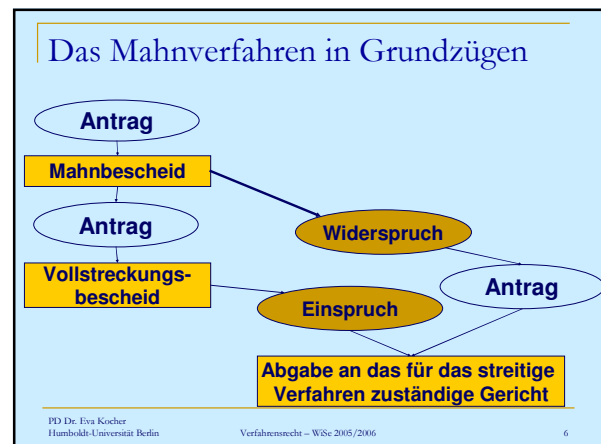 Das Mahnverfahren in Grundzügen
Antrag
Mahnbescheid
Antrag
Widerspruch
Vollstreckungs-
bescheid
Antrag
Einspruch
Abgabe an das für das streitige
Verfahren zuständige Gericht
PD Dr. Eva Kocher
Humboldt-Universität Berlin
Verfahrensrecht – WiSe 2005/2006
6